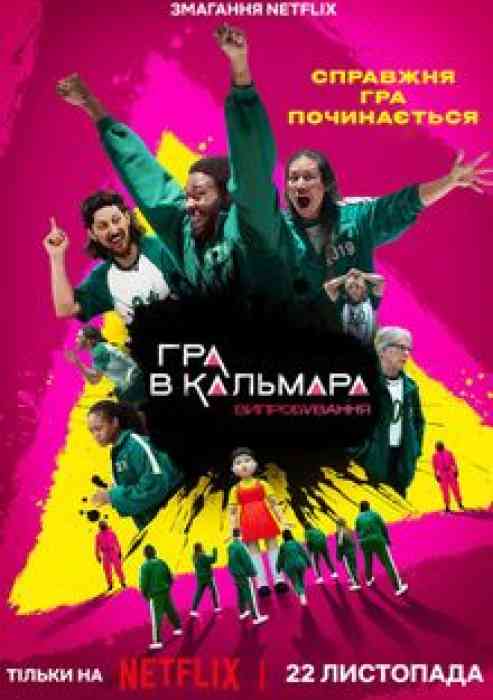 ЗМАГАННЯ NETFLIX
СПРАВЖНЯ
ГРА
ПОЧИНАЄТЬСЯ
ГРА
В КАЛЬМАРА
ВИПРОБУВАННЯ
ТІЛЬКИ НА NETFLIX | 22 ЛИСТОПАДА